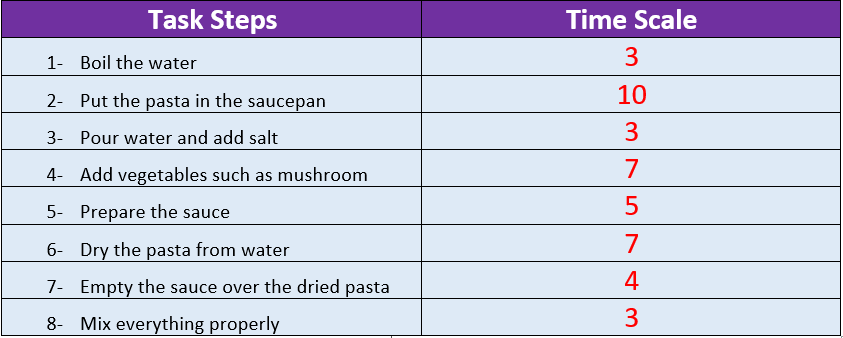 Task Steps Time Scale
1- Boil the water 3
2- Put the pasta in the saucepan 10
3- Pour water and add salt 3
4- Add vegetables such as mushroom 7
5- Prepare the sauce 5
6- Dry the pasta from water 7
7- Empty the sauce over the dried pasta 4
8- Mix everything properly 3